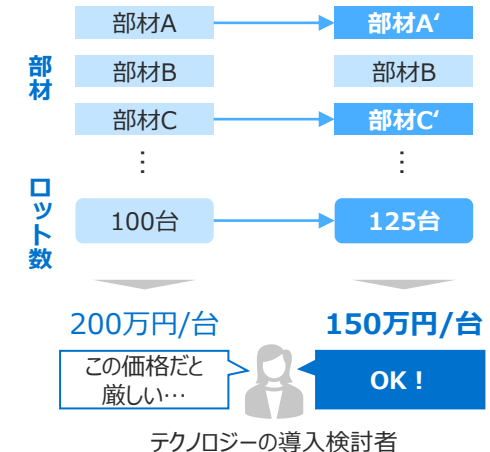 部材
部材A
部材A‘
部材B
部材B
部材C
部材C‘
⋮
⋮
ロット数
100台
125台
200万円/台
150万円/台
この価格だと
厳しい…
OK！
テクノロジーの導入検討者